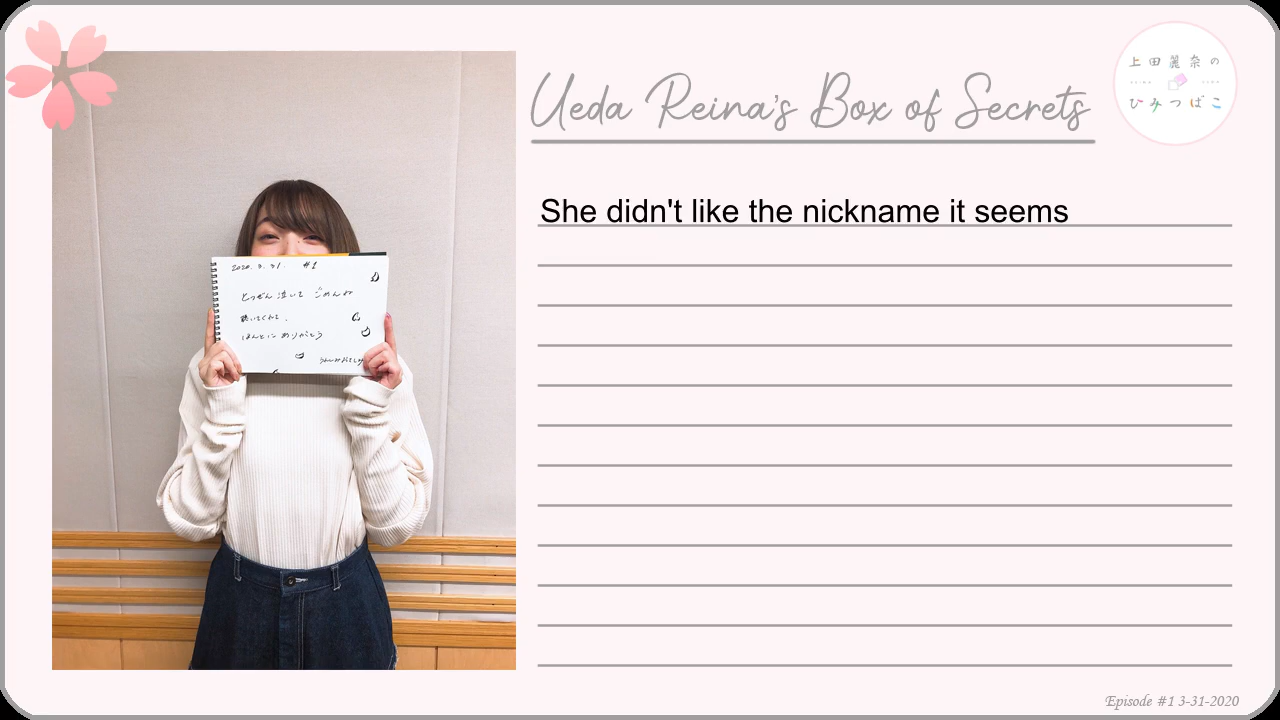 Ueda Reina's Box of Secrets
上田麗奈の
ひみつばこ
She didn't like the nickname it seems
2020. 3. 31. #1
とつぜん泣いて ごめんね
聴いてくれて、
ほんとに ありがとう
Episode #1 3-31-2020